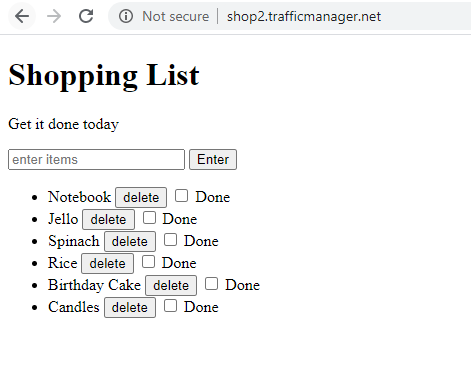 Not secure | shop2.trafficmanager.net
Shopping List
Get it done today
enter items Enter
Notebook delete Done
Jello delete Done
Spinach delete Done
Rice delete Done
Birthday Cake delete Done
Candles delete Done